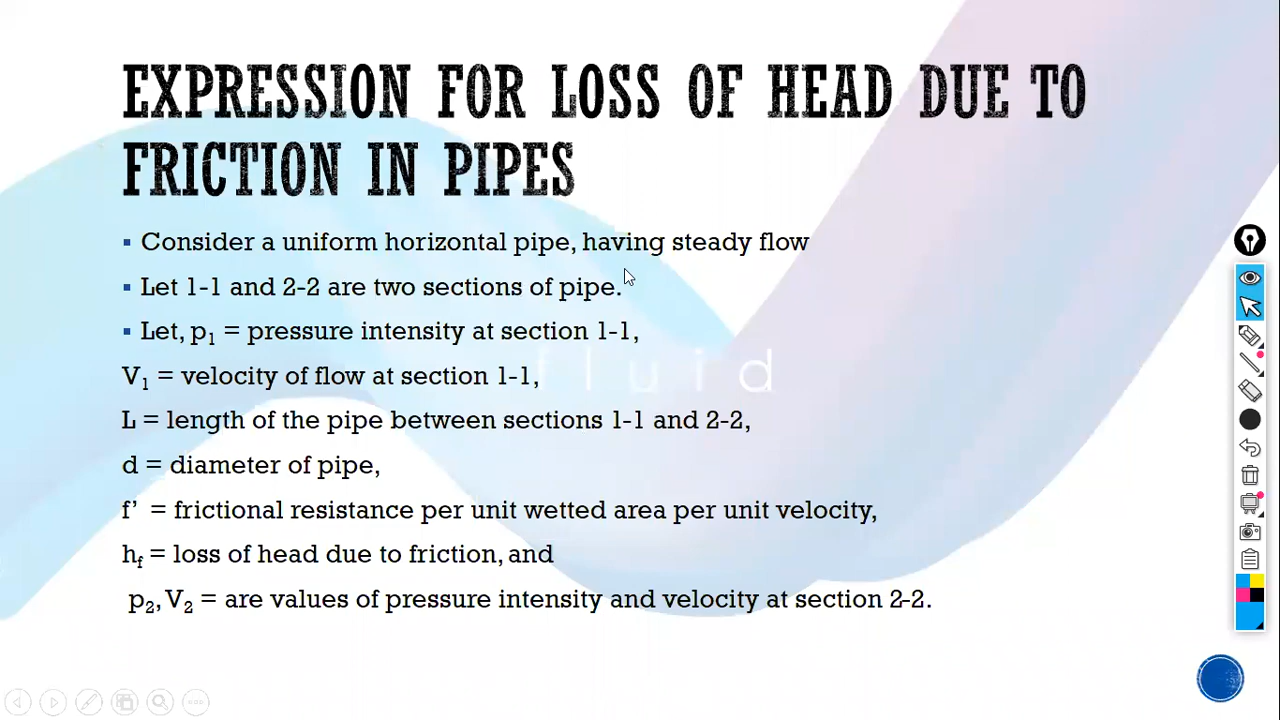 EXPRESSION FOR LOSS OF HEAD DUE TO
FRICTION IN PIPES
▪ Consider a uniform horizontal pipe, having steady flow
▪ Let 1-1 and 2-2 are two sections of pipe.
▪ Let, p₁ = pressure intensity at section 1-1,
V₁ = velocity of flow at section 1-1,
L = length of the pipe between sections 1-1 and 2-2,
d = diameter of pipe,
f’ = frictional resistance per unit wetted area per unit velocity,
h_f = loss of head due to friction, and
p₂, V₂ = are values of pressure intensity and velocity at section 2-2.
fluid